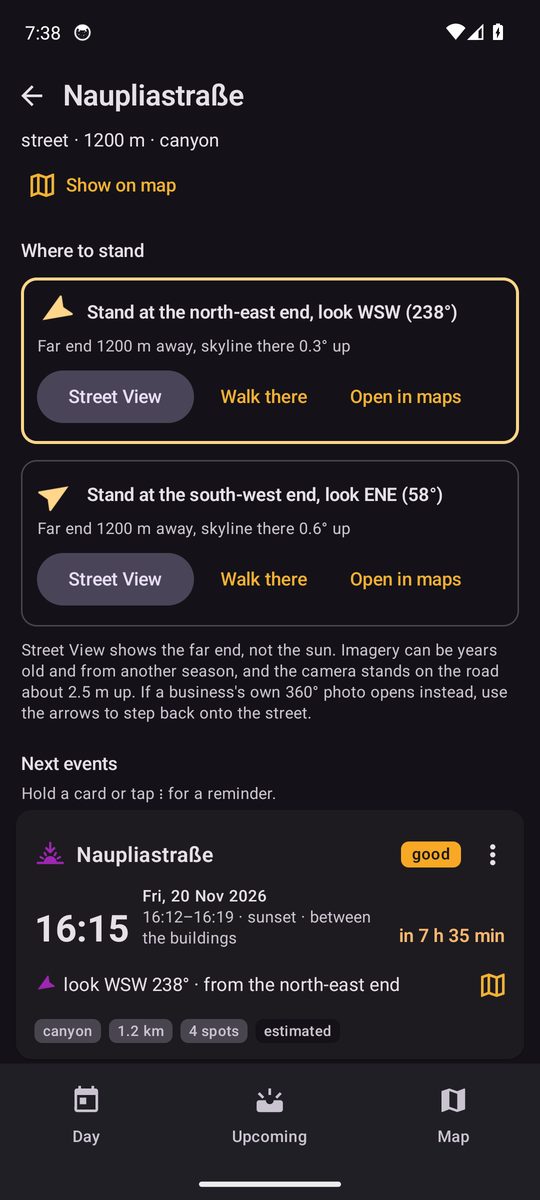 7:38
Naupliastraße
street · 1200 m · canyon
Show on map
Where to stand
Stand at the north-east end, look WSW (238°)
Far end 1200 m away, skyline there 0.3° up
Street View Walk there Open in maps
Stand at the south-west end, look ENE (58°)
Far end 1200 m away, skyline there 0.6° up
Street View Walk there Open in maps
Street View shows the far end, not the sun. Imagery can be years
old and from another season, and the camera stands on the road
about 2.5 m up. If a business's own 360° photo opens instead, use
the arrows to step back onto the street.
Next events
Hold a card or tap ⋮ for a reminder.
Naupliastraße good
Fri, 20 Nov 2026
16:15 16:12–16:19 · sunset · between
the buildings in 7 h 35 min
look WSW 238° · from the north-east end
canyon 1.2 km 4 spots estimated
Day Upcoming Map